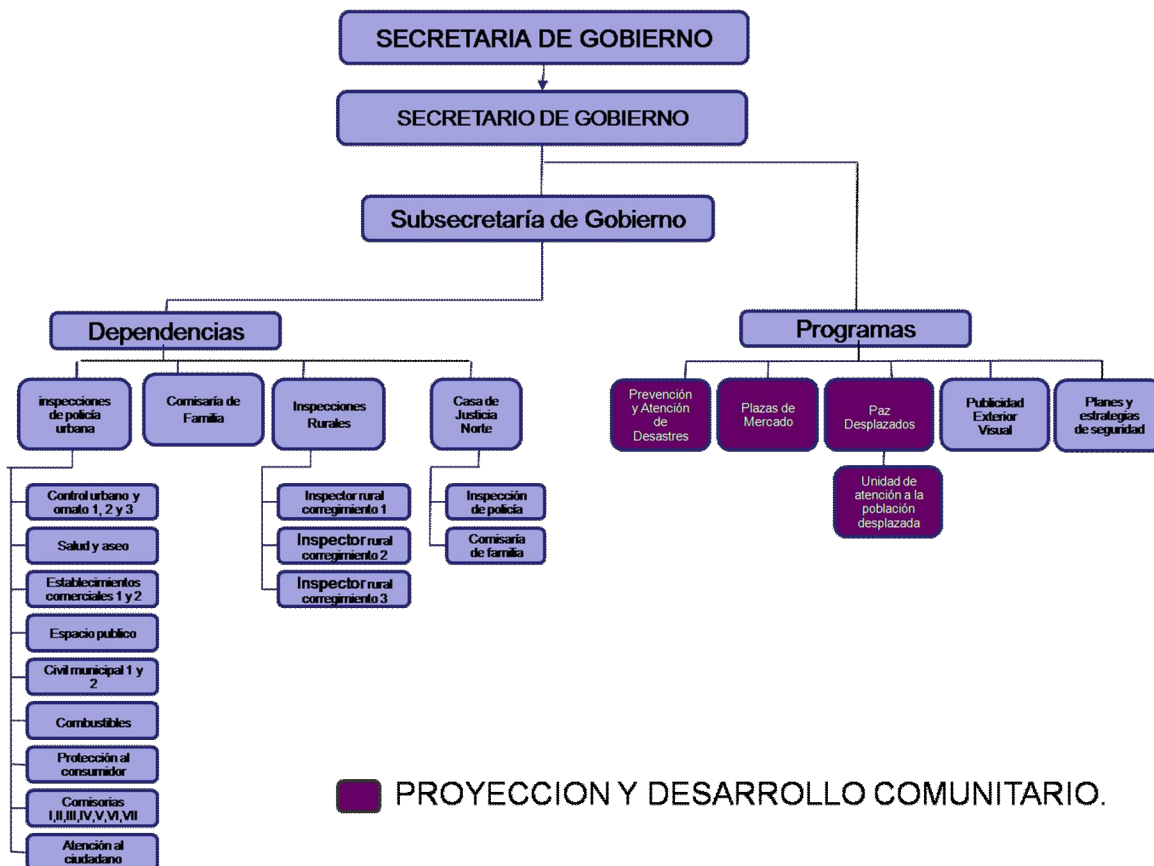 SECRETARIA DE GOBIERNO
SECRETARIO DE GOBIERNO
Subsecretaría de Gobierno
Dependencias
Programas
inspecciones
de policía
urbana
Comisaría de
Familia
Inspecciones
Rurales
Casa de
Justicia
Norte
Prevención
y Atención
de
Desastres
Plazas de
Mercado
Paz
Desplazados
Publicidad
Exterior
Visual
Planes y
estrategias
de seguridad
Unidad de
atención a la
población
desplazada
Control urbano y
ornato 1, 2 y 3
Salud y aseo
Establecimientos
comerciales 1 y 2
Espacio publico
Civil municipal 1 y
2
Combustibles
Protección al
consumidor
Comisorias
I,II,III,IV,V,VI,VII
Atención al
ciudadano
Inspector rural
corregimiento 1
Inspector rural
corregimiento 2
Inspector rural
corregimiento 3
Inspección
de policía
Comisaría
de familia
PROYECCION Y DESARROLLO COMUNITARIO.